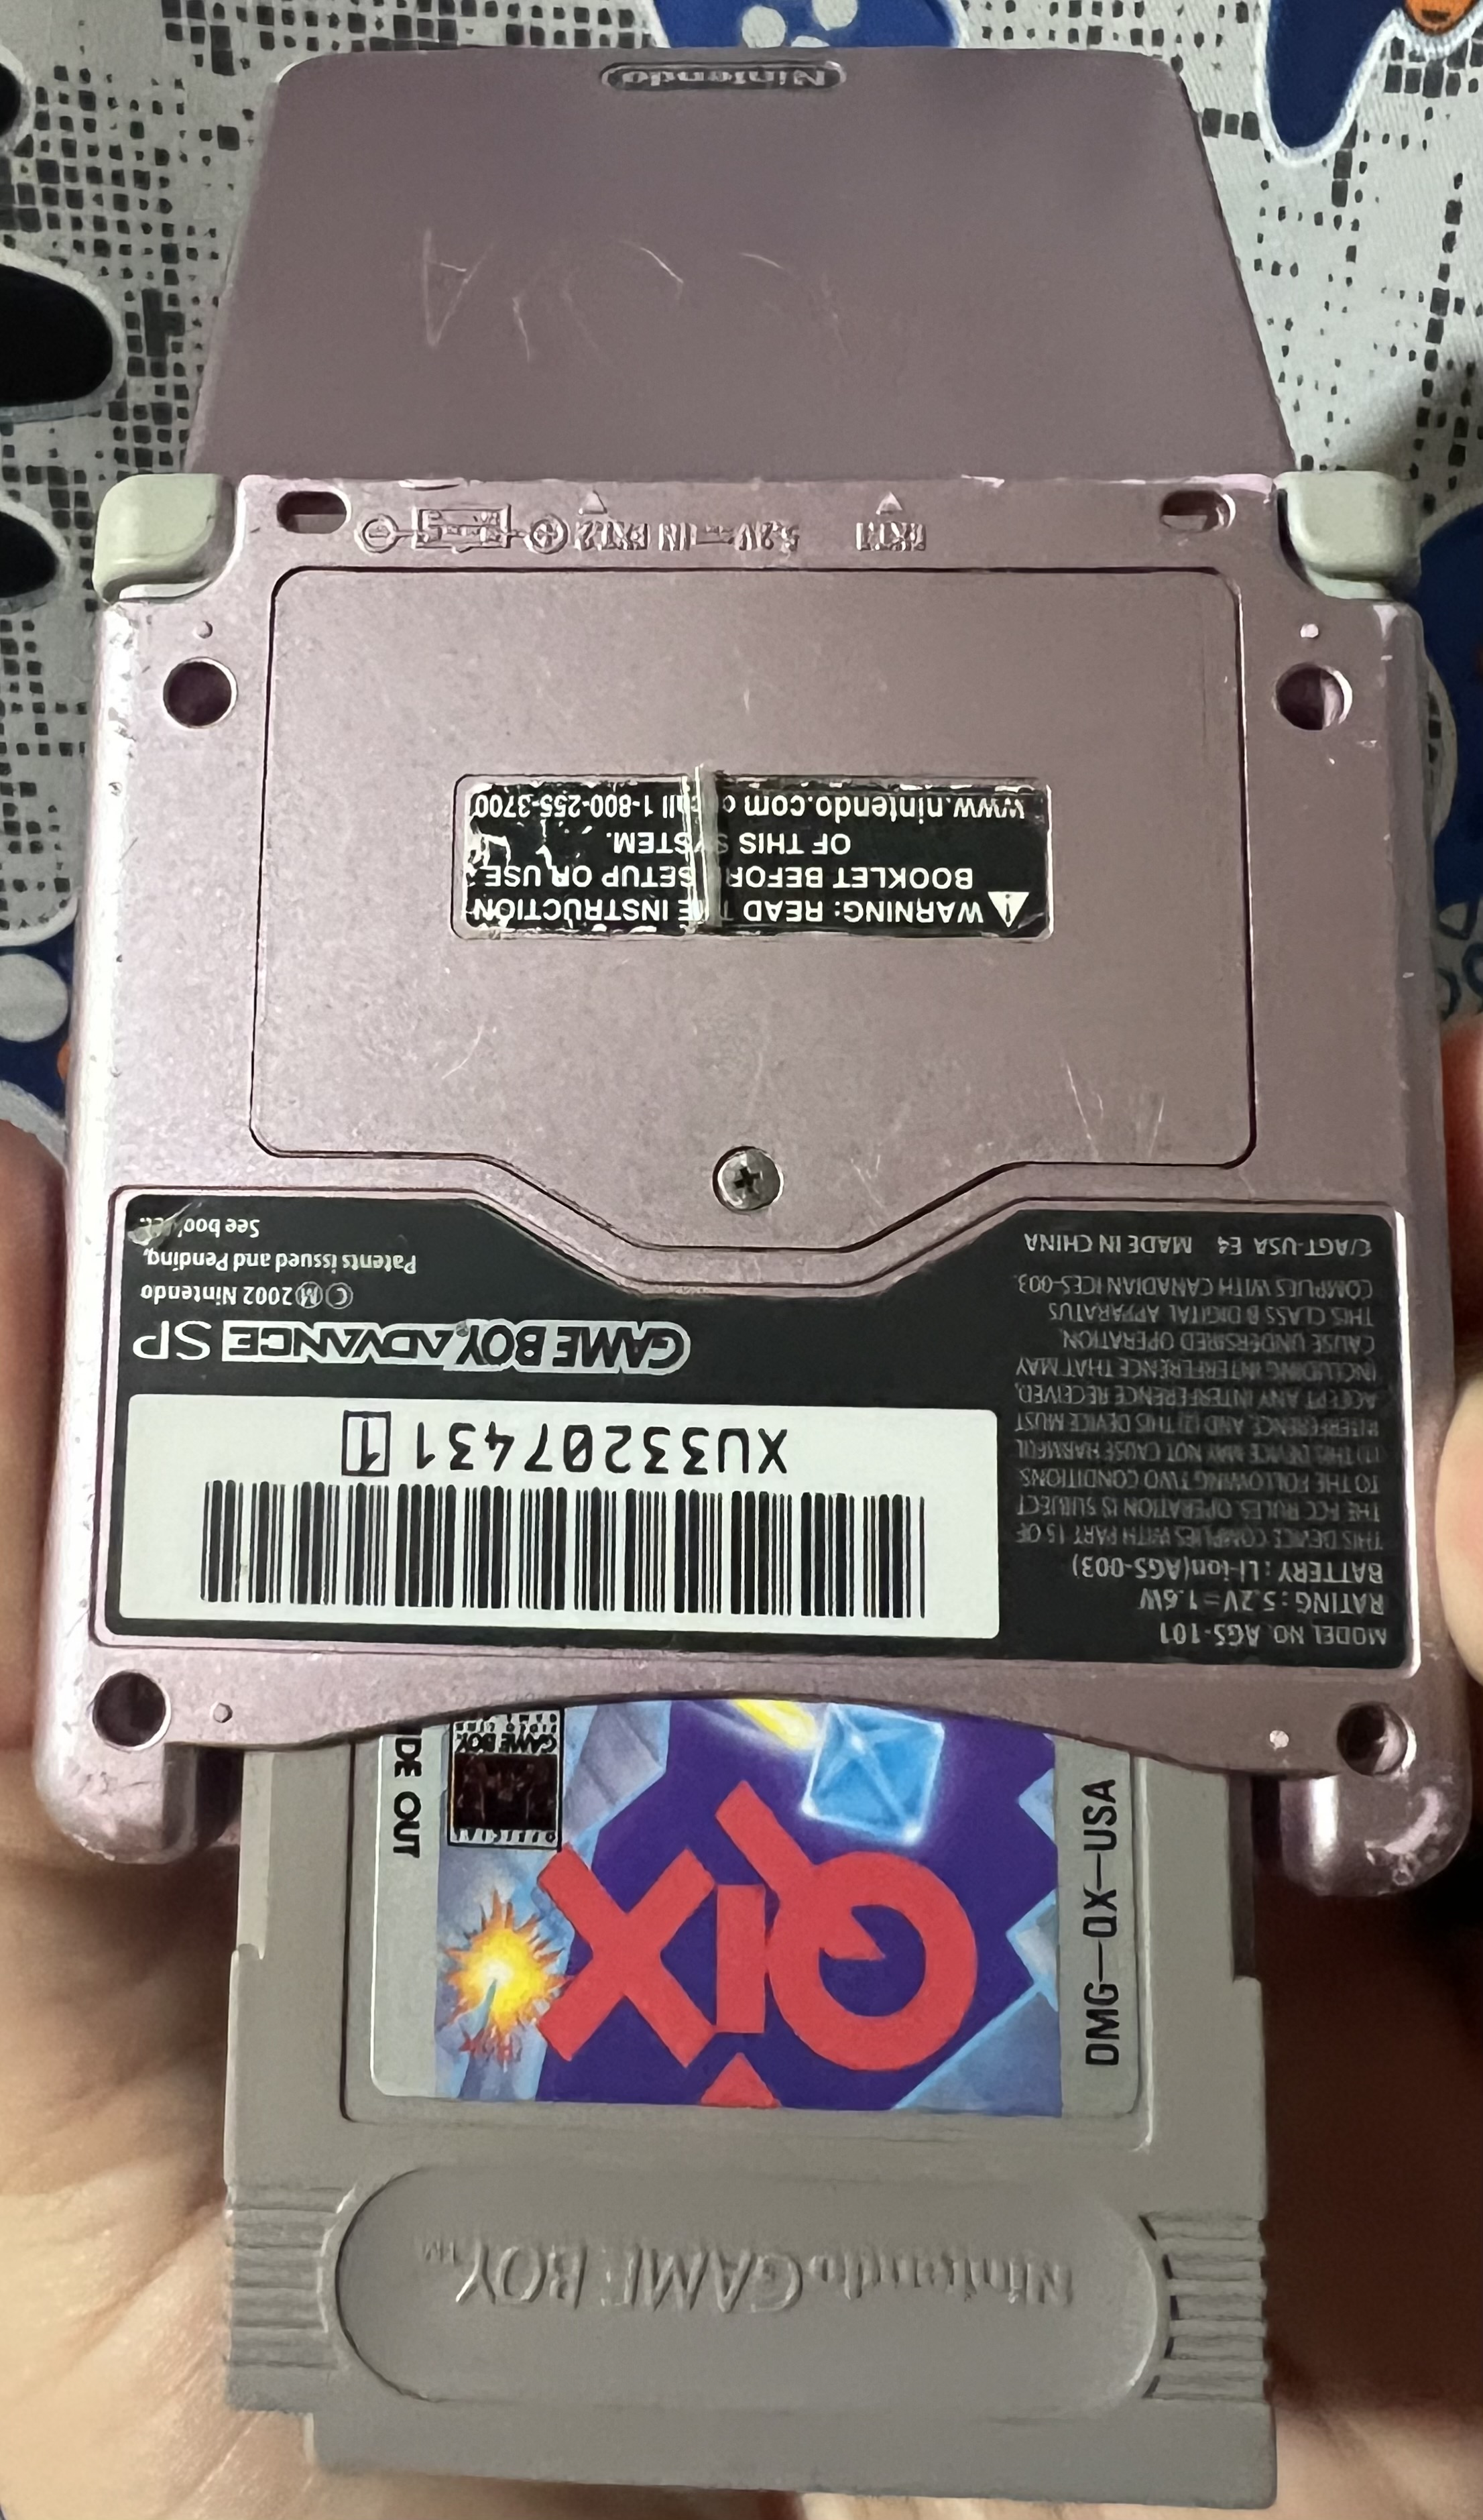 Nintendo
EXT.1
5.2V⎓IN
EXT.2
WARNING: READ THE INSTRUCTION
BOOKLET BEFORE SETUP OR USE
OF THIS SYSTEM.
www.nintendo.com or call 1-800-255-3700
MODEL NO. AGS-101
RATING: 5.2V⎓1.6W
BATTERY: Li-ion(AGS-003)
THIS DEVICE COMPLIES WITH PART 15 OF
THE FCC RULES. OPERATION IS SUBJECT
TO THE FOLLOWING TWO CONDITIONS:
(1) THIS DEVICE MAY NOT CAUSE HARMFUL
INTERFERENCE, AND (2) THIS DEVICE MUST
ACCEPT ANY INTERFERENCE RECEIVED,
INCLUDING INTERFERENCE THAT MAY
CAUSE UNDERSIRED OPERATION.
THIS CLASS B DIGITAL APPARATUS
COMPLIES WITH CANADIAN ICES-003.
C/AGT-USA E4 MADE IN CHINA
XU33207431 1
GAME BOY ADVANCE SP
© Ⓜ 2002 Nintendo
Patents issued and Pending,
See booklet.
Nintendo GAME BOY™
QIX
DMG-QX-USA
OFFICIAL
GAME BOY
DE OUT